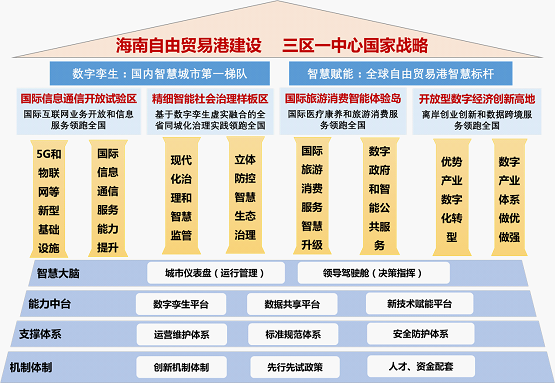 海南自由贸易港建设 三区一中心国家战略
数字孪生：国内智慧城市第一梯队
智慧赋能：全球自由贸易港智慧标杆
国际信息通信开放试验区
国际互联网业务开放和信息
服务领跑全国
精细智能社会治理样板区
基于数字孪生虚实融合的全
省同城化治理实践领跑全国
国际旅游消费智能体验岛
国际医疗康养和旅游消费服
务领跑全国
开放型数字经济创新高地
离岸创业创新和数据跨境服
务领跑全国
5G和
物联
网等
新型
基础
设施
国际
信息
通信
服务
能力
提升
现代
化治
理和
智慧
监管
立体
防控
智慧
生态
治理
国际
旅游
消费
服务
智慧
升级
数字
政府
和智
能公
共服
务
优势
产业
数字
化转
型
数字
产业
体系
做优
做强
智慧大脑
城市仪表盘（运行管理）
领导驾驶舱（决策指挥）
能力中台
数字孪生平台
数据共享平台
新技术赋能平台
支撑体系
运营维护体系
标准规范体系
安全防护体系
机制体制
创新机制体制
先行先试政策
人才、资金配套